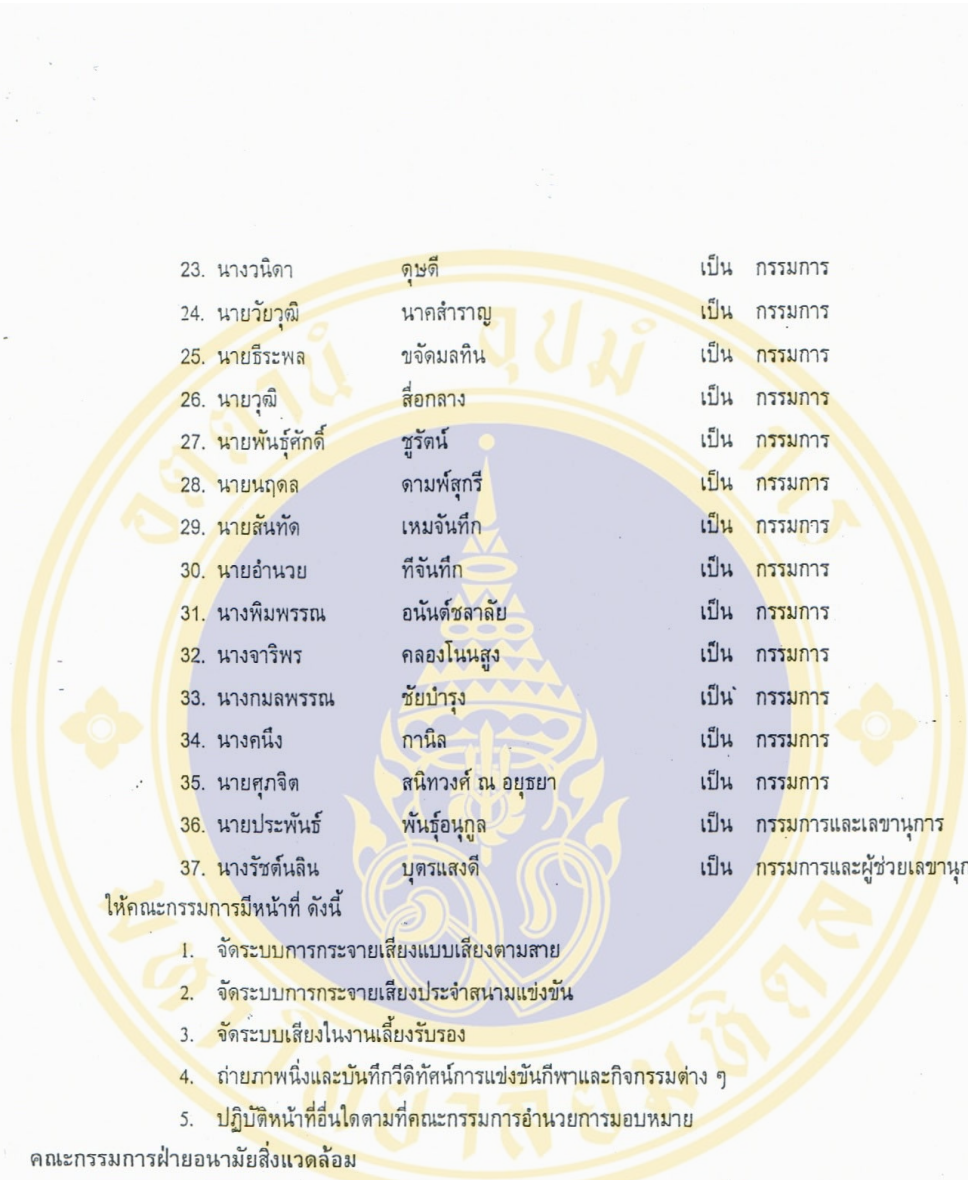 23. นางวนิดา ดุษดี เป็น กรรมการ
24. นายวัยวุฒิ นาคสำราญ เป็น กรรมการ
25. นายธีระพล ขจัดมลทิน เป็น กรรมการ
26. นายวุฒิ สื่อกลาง เป็น กรรมการ
27. นายพันธุ์ศักดิ์ ชูรัตน์ เป็น กรรมการ
28. นายนฤดล ดามพ์สุกรี เป็น กรรมการ
29. นายสันทัด เหมจันทึก เป็น กรรมการ
30. นายอำนวย ทีจันทึก เป็น กรรมการ
31. นางพิมพรรณ อนันต์ชลาลัย เป็น กรรมการ
32. นางจาริพร คลองโนนสูง เป็น กรรมการ
33. นางกมลพรรณ ชัยบำรุง เป็น กรรมการ
34. นางคนึง กานิล เป็น กรรมการ
35. นายศุภจิต สนิทวงศ์ ณ อยุธยา เป็น กรรมการ
36. นายประพันธ์ พันธุ์อนุกูล เป็น กรรมการและเลขานุการ
37. นางรัชต์นลิน บุตรแสงดี เป็น กรรมการและผู้ช่วยเลขานุก
ให้คณะกรรมการมีหน้าที่ ดังนี้
1. จัดระบบการกระจายเสียงแบบเสียงตามสาย
2. จัดระบบการกระจายเสียงประจำสนามแข่งขัน
3. จัดระบบเสียงในงานเลี้ยงรับรอง
4. ถ่ายภาพนิ่งและบันทึกวีดิทัศน์การแข่งขันกีฬาและกิจกรรมต่าง ๆ
5. ปฏิบัติหน้าที่อื่นใดตามที่คณะกรรมการอำนวยการมอบหมาย
คณะกรรมการฝ่ายอนามัยสิ่งแวดล้อม
อตฺตานํ อุปมํ กเร
มหาวิทยาลัยมหิดล